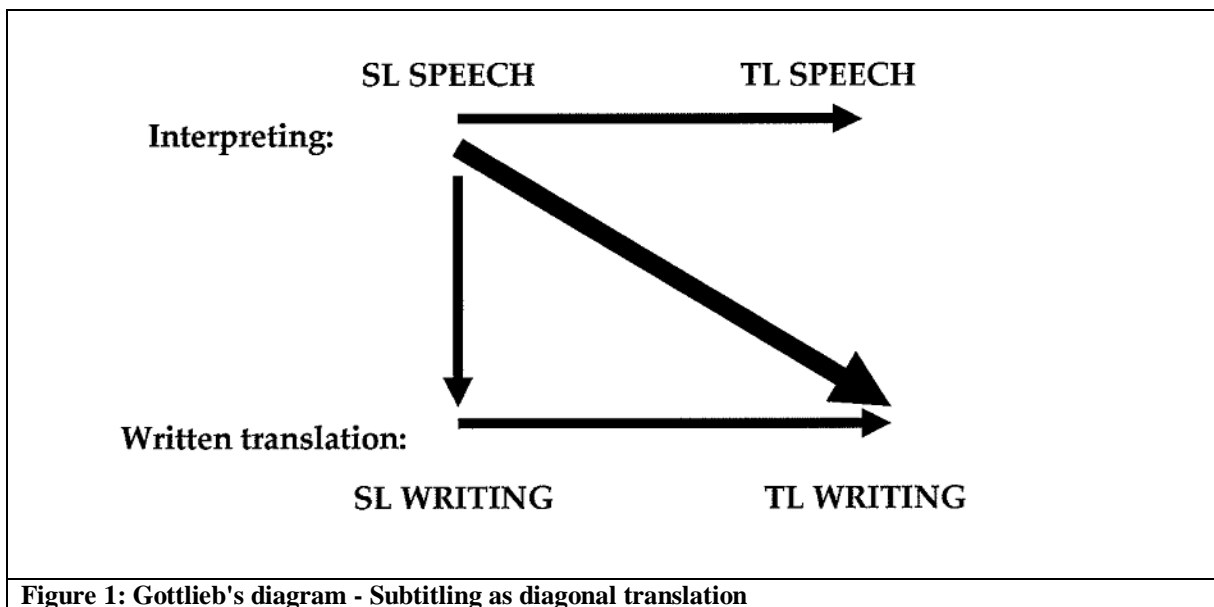 SL SPEECH TL SPEECH
Interpreting:
Written translation:
SL WRITING TL WRITING
Figure 1: Gottlieb's diagram - Subtitling as diagonal translation